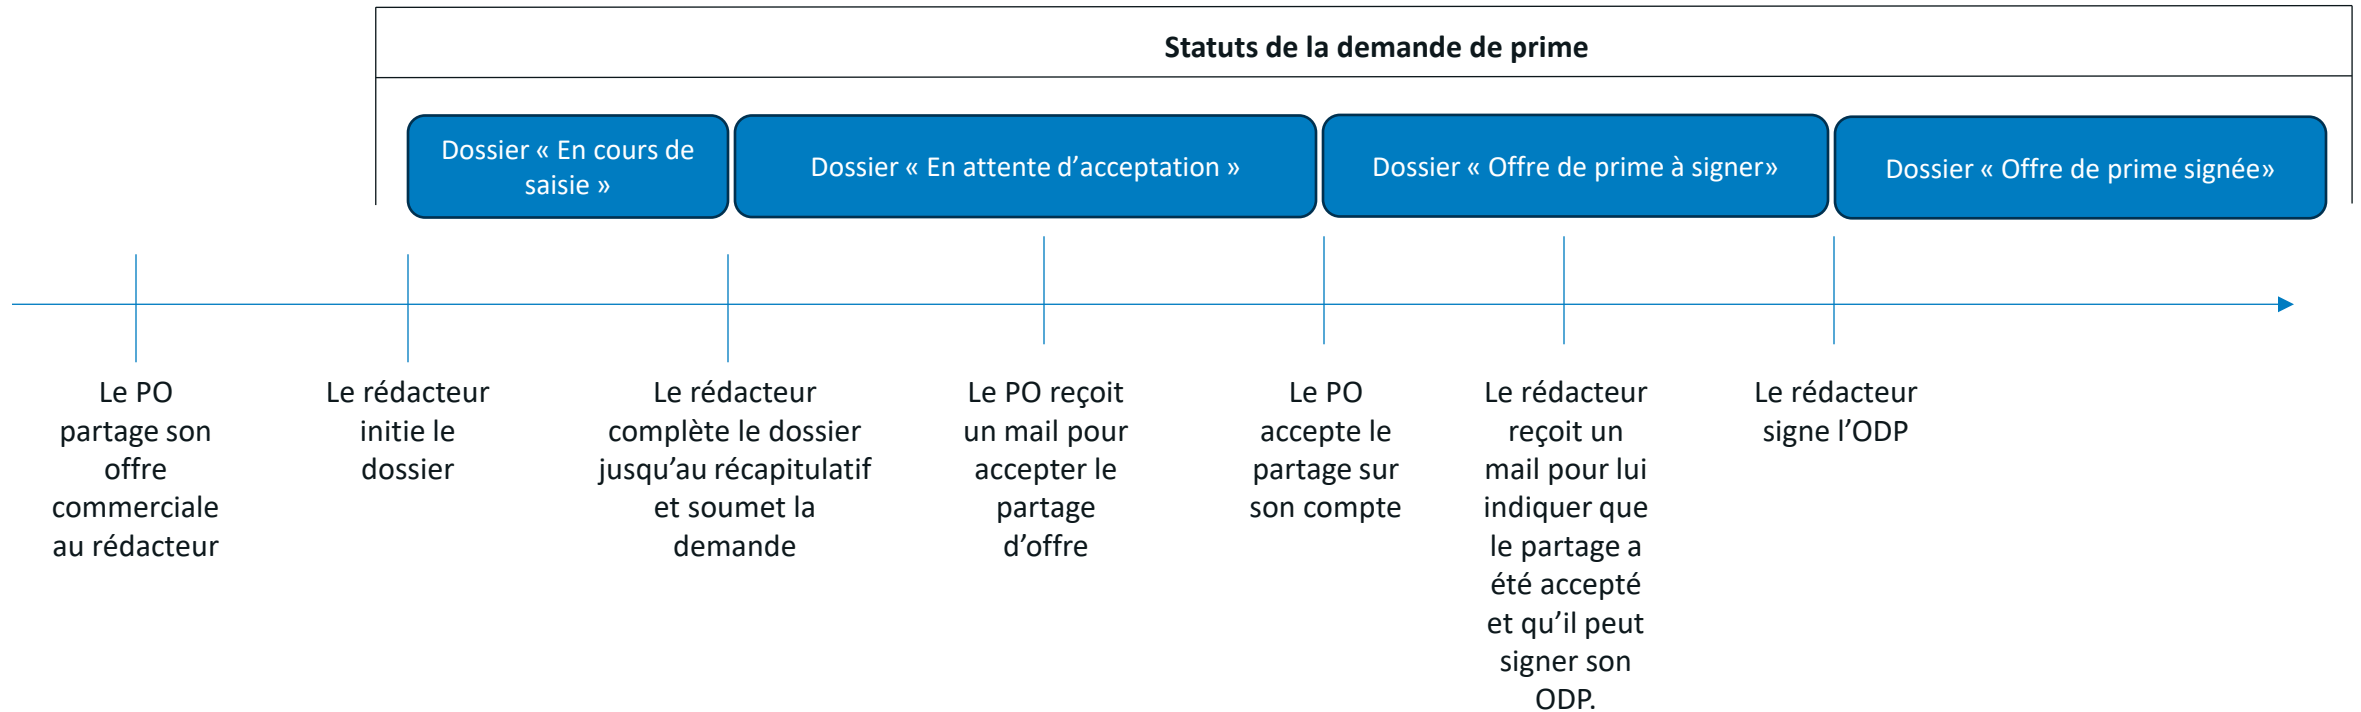 Statuts de la demande de prime
Dossier « En cours de
saisie »
Dossier « En attente d’acceptation »
Dossier « Offre de prime à signer»
Dossier « Offre de prime signée»
Le PO
partage son
offre
commerciale
au rédacteur
Le rédacteur
initie le
dossier
Le rédacteur
complète le dossier
jusqu’au récapitulatif
et soumet la
demande
Le PO reçoit
un mail pour
accepter le
partage
d’offre
Le PO
accepte le
partage sur
son compte
Le rédacteur
reçoit un
mail pour lui
indiquer que
le partage a
été accepté
et qu’il peut
signer son
ODP.
Le rédacteur
signe l’ODP